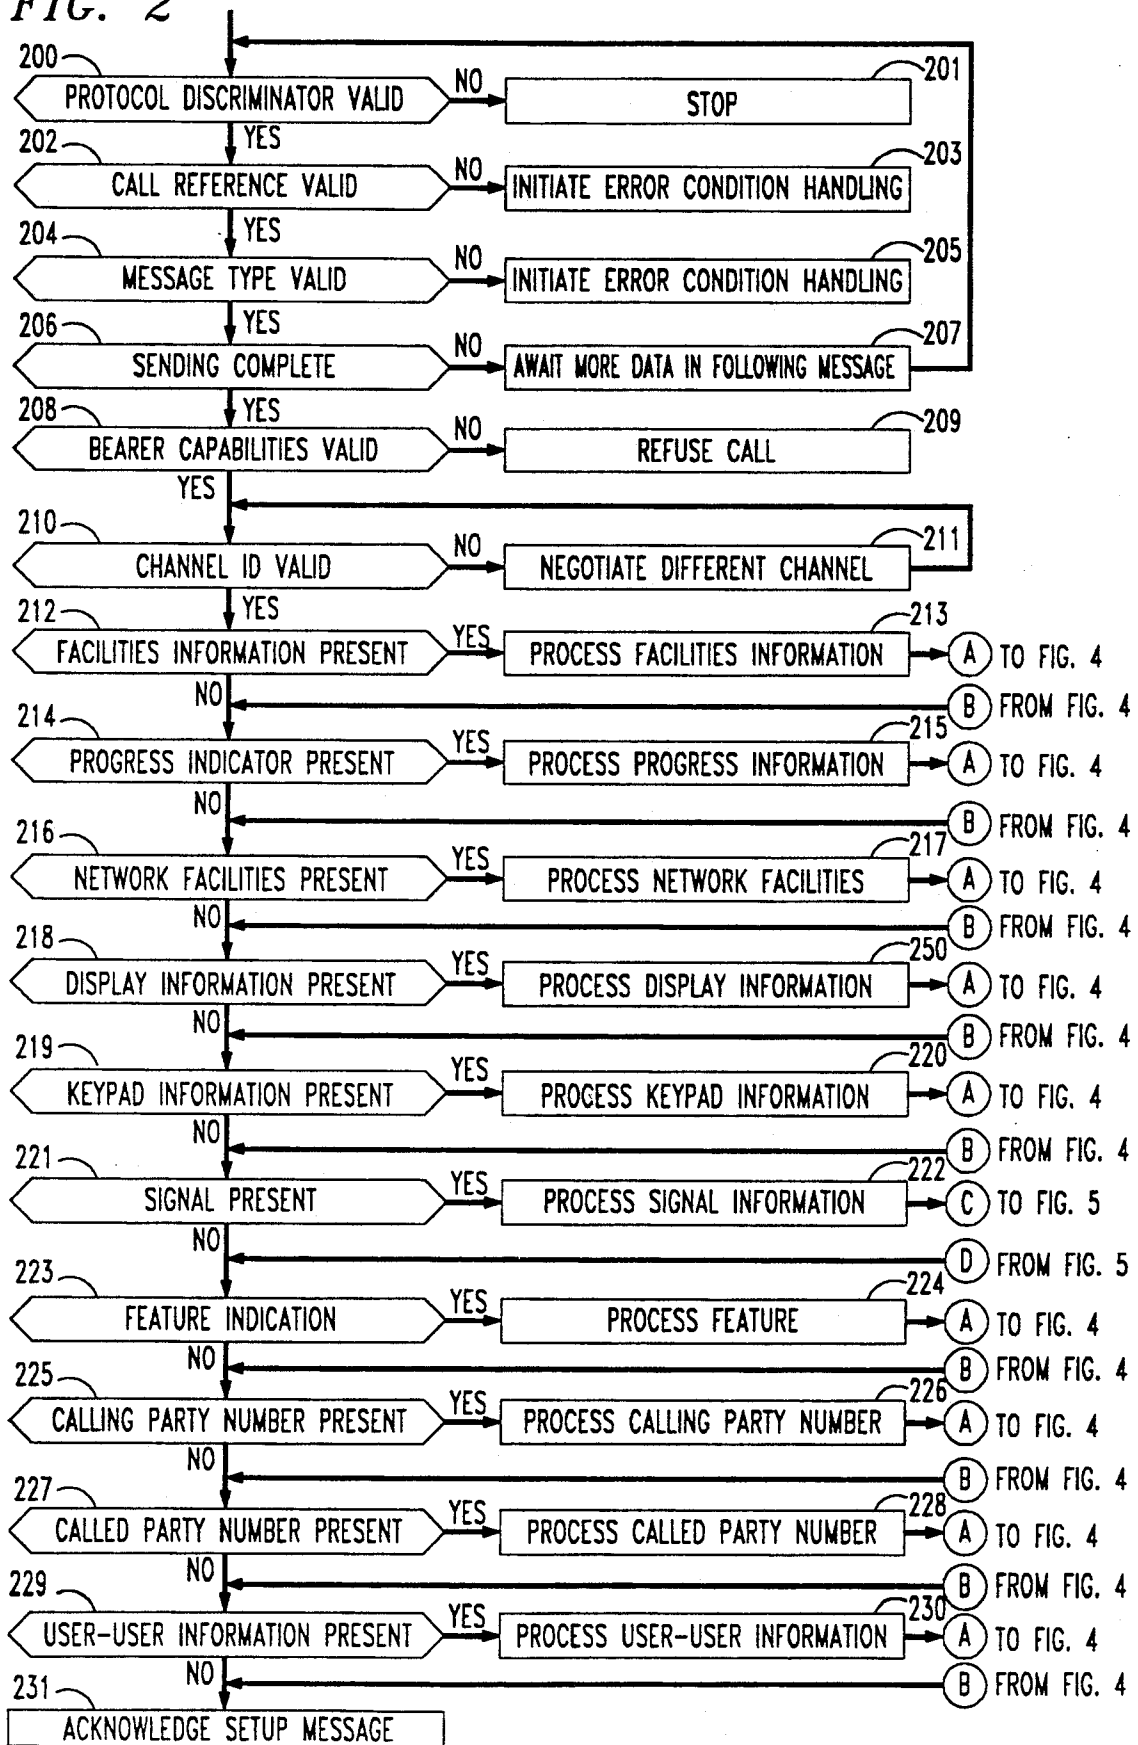 FIG. 2
200
PROTOCOL DISCRIMINATOR VALID
NO
201
STOP
YES
202
CALL REFERENCE VALID
NO
203
INITIATE ERROR CONDITION HANDLING
YES
204
MESSAGE TYPE VALID
NO
205
INITIATE ERROR CONDITION HANDLING
YES
206
SENDING COMPLETE
NO
207
AWAIT MORE DATA IN FOLLOWING MESSAGE
YES
208
BEARER CAPABILITIES VALID
NO
209
REFUSE CALL
YES
210
CHANNEL ID VALID
NO
211
NEGOTIATE DIFFERENT CHANNEL
YES
212
FACILITIES INFORMATION PRESENT
YES
213
PROCESS FACILITIES INFORMATION
A TO FIG. 4
NO
B FROM FIG. 4
214
PROGRESS INDICATOR PRESENT
YES
215
PROCESS PROGRESS INFORMATION
A TO FIG. 4
NO
B FROM FIG. 4
216
NETWORK FACILITIES PRESENT
YES
217
PROCESS NETWORK FACILITIES
A TO FIG. 4
NO
B FROM FIG. 4
218
DISPLAY INFORMATION PRESENT
YES
250
PROCESS DISPLAY INFORMATION
A TO FIG. 4
NO
B FROM FIG. 4
219
KEYPAD INFORMATION PRESENT
YES
220
PROCESS KEYPAD INFORMATION
A TO FIG. 4
NO
B FROM FIG. 4
221
SIGNAL PRESENT
YES
222
PROCESS SIGNAL INFORMATION
C TO FIG. 5
NO
D FROM FIG. 5
223
FEATURE INDICATION
YES
224
PROCESS FEATURE
A TO FIG. 4
NO
B FROM FIG. 4
225
CALLING PARTY NUMBER PRESENT
YES
226
PROCESS CALLING PARTY NUMBER
A TO FIG. 4
NO
B FROM FIG. 4
227
CALLED PARTY NUMBER PRESENT
YES
228
PROCESS CALLED PARTY NUMBER
A TO FIG. 4
NO
B FROM FIG. 4
229
USER-USER INFORMATION PRESENT
YES
230
PROCESS USER-USER INFORMATION
A TO FIG. 4
NO
B FROM FIG. 4
231
ACKNOWLEDGE SETUP MESSAGE